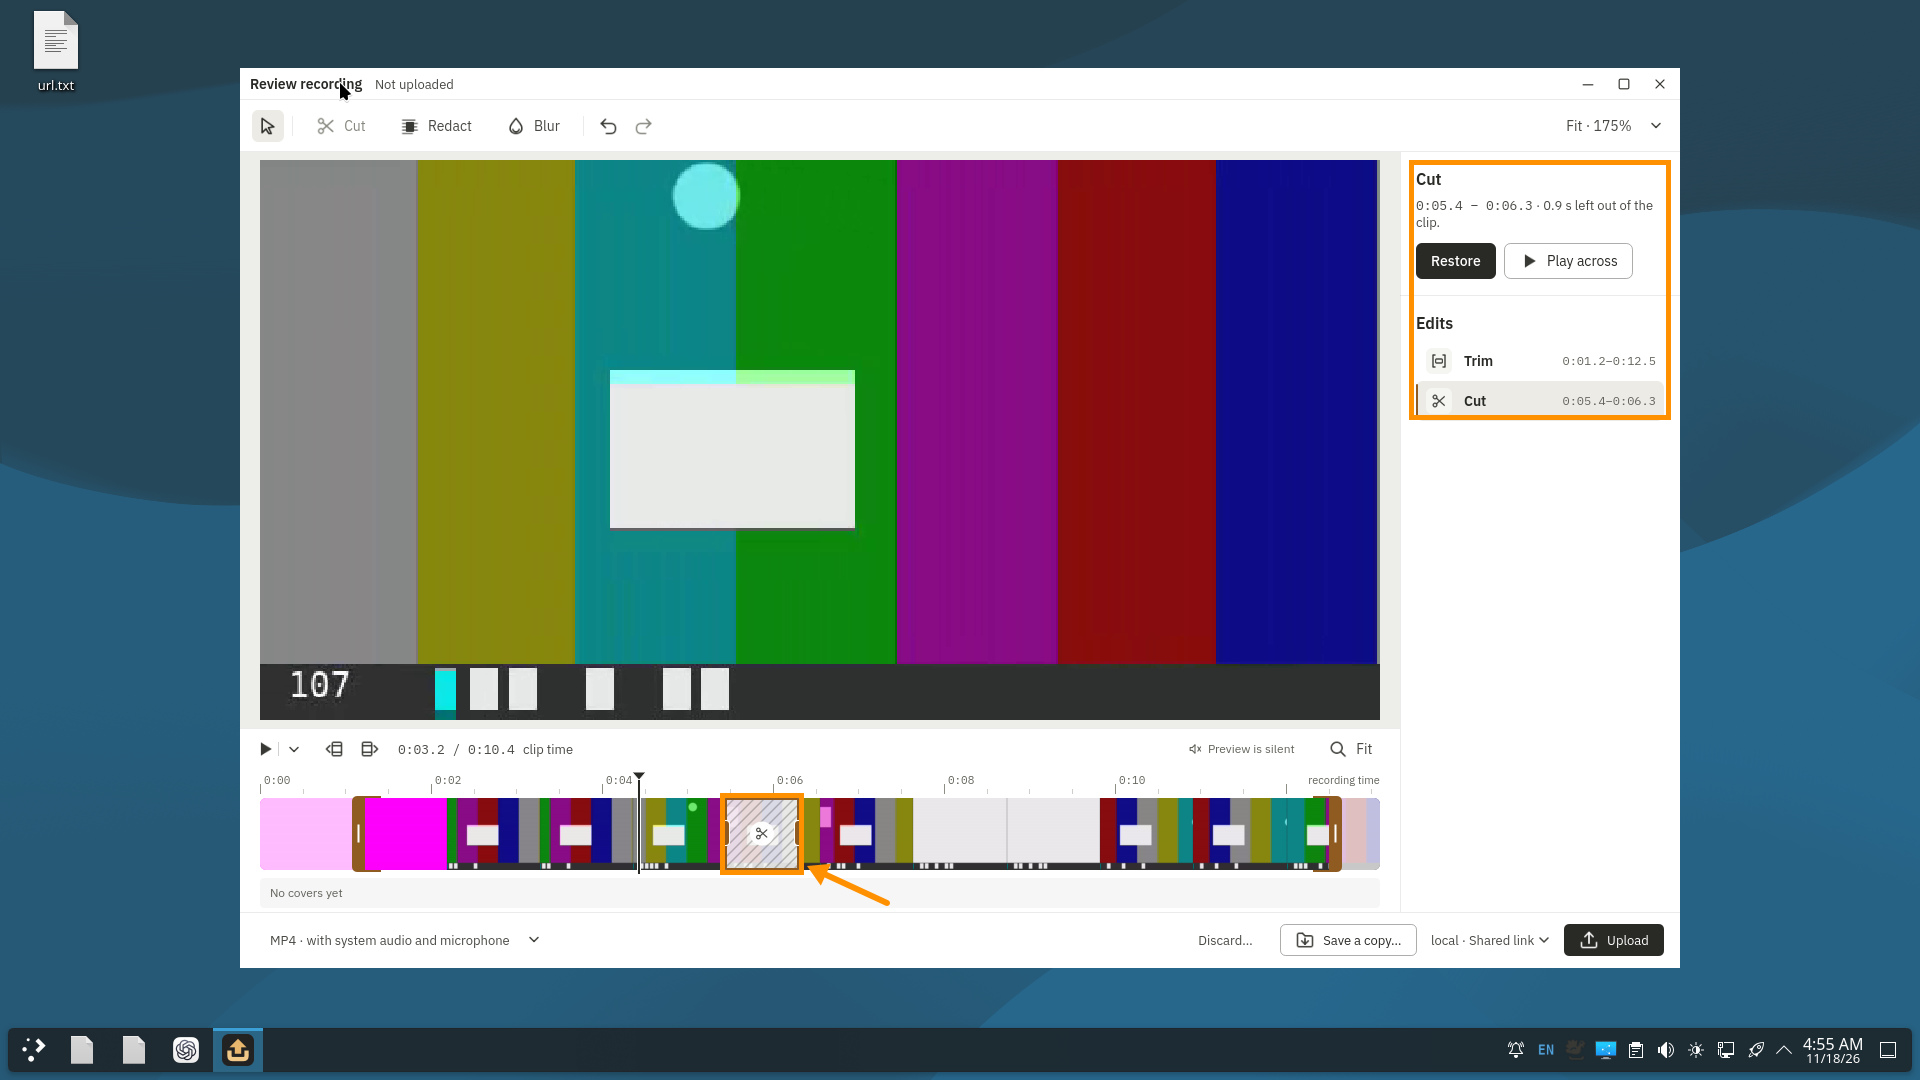 url.txt
Review recording Not uploaded
Cut Redact Blur Fit · 175%
Cut
0:05.4 – 0:06.3 · 0.9 s left out of the
clip.
Restore Play across
Edits
Trim 0:01.2–0:12.5
Cut 0:05.4–0:06.3
107
0:03.2 / 0:10.4 clip time Preview is silent Fit
0:00 0:02 0:04 0:06 0:08 0:10 recording time
No covers yet
MP4 · with system audio and microphone Discard... Save a copy... local · Shared link Upload
EN 4:55 AM
11/18/26